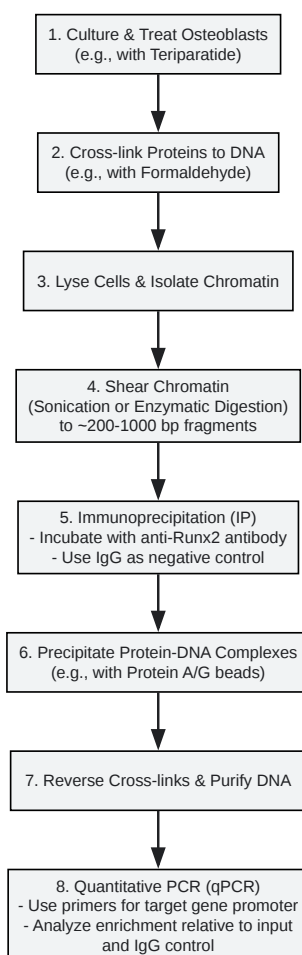 1. Culture & Treat Osteoblasts
(e.g., with Teriparatide)
2. Cross-link Proteins to DNA
(e.g., with Formaldehyde)
3. Lyse Cells & Isolate Chromatin
4. Shear Chromatin
(Sonication or Enzymatic Digestion)
to ~200-1000 bp fragments
5. Immunoprecipitation (IP)
- Incubate with anti-Runx2 antibody
- Use IgG as negative control
6. Precipitate Protein-DNA Complexes
(e.g., with Protein A/G beads)
7. Reverse Cross-links & Purify DNA
8. Quantitative PCR (qPCR)
- Use primers for target gene promoter
- Analyze enrichment relative to input
and IgG control